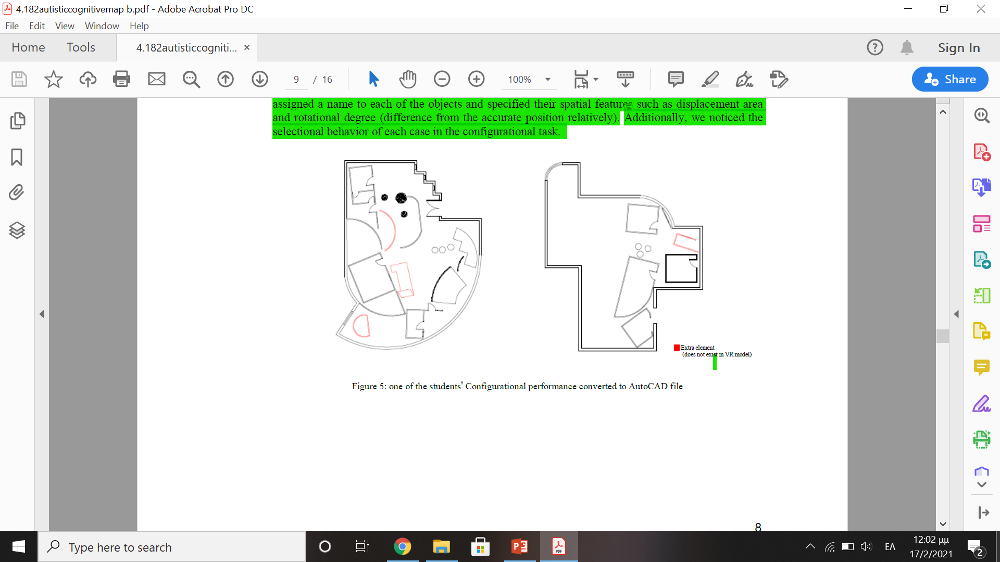 4.182autisticcognitivemap b.pdf - Adobe Acrobat Pro DC
File Edit View Window Help
Home Tools 4.182autisticcogniti... × Sign In
9 / 16 100% Share
assigned a name to each of the objects and specified their spatial features such as displacement area
and rotational degree (difference from the accurate position relatively). Additionally, we noticed the
selectional behavior of each case in the configurational task.
Extra element
(does not exist in VR model)
Figure 5: one of the students' Configurational performance converted to AutoCAD file
8
Type here to search
ΕΛ
12:02 μμ
17/2/2021
2